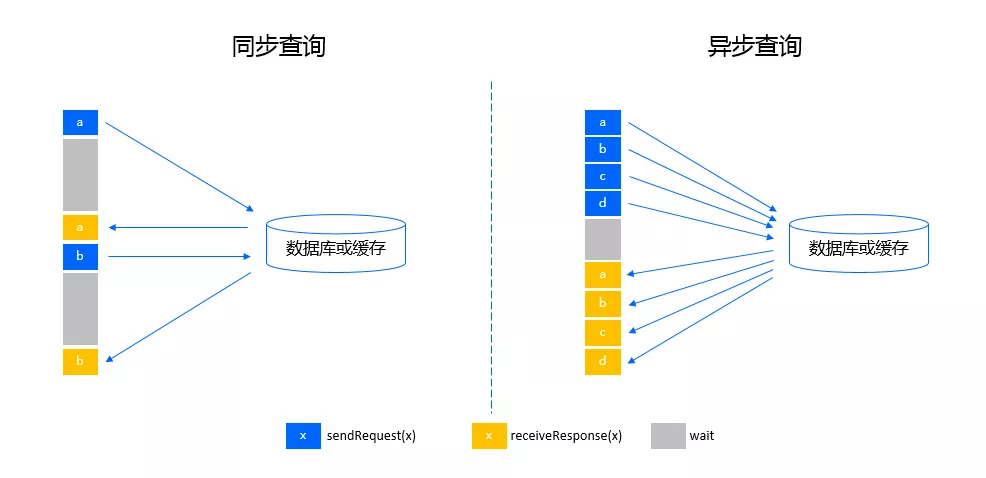 同步查询
a
a
b
b
数据库或缓存
异步查询
a
b
c
d
a
b
c
d
数据库或缓存
x sendRequest(x)
x receiveResponse(x)
wait